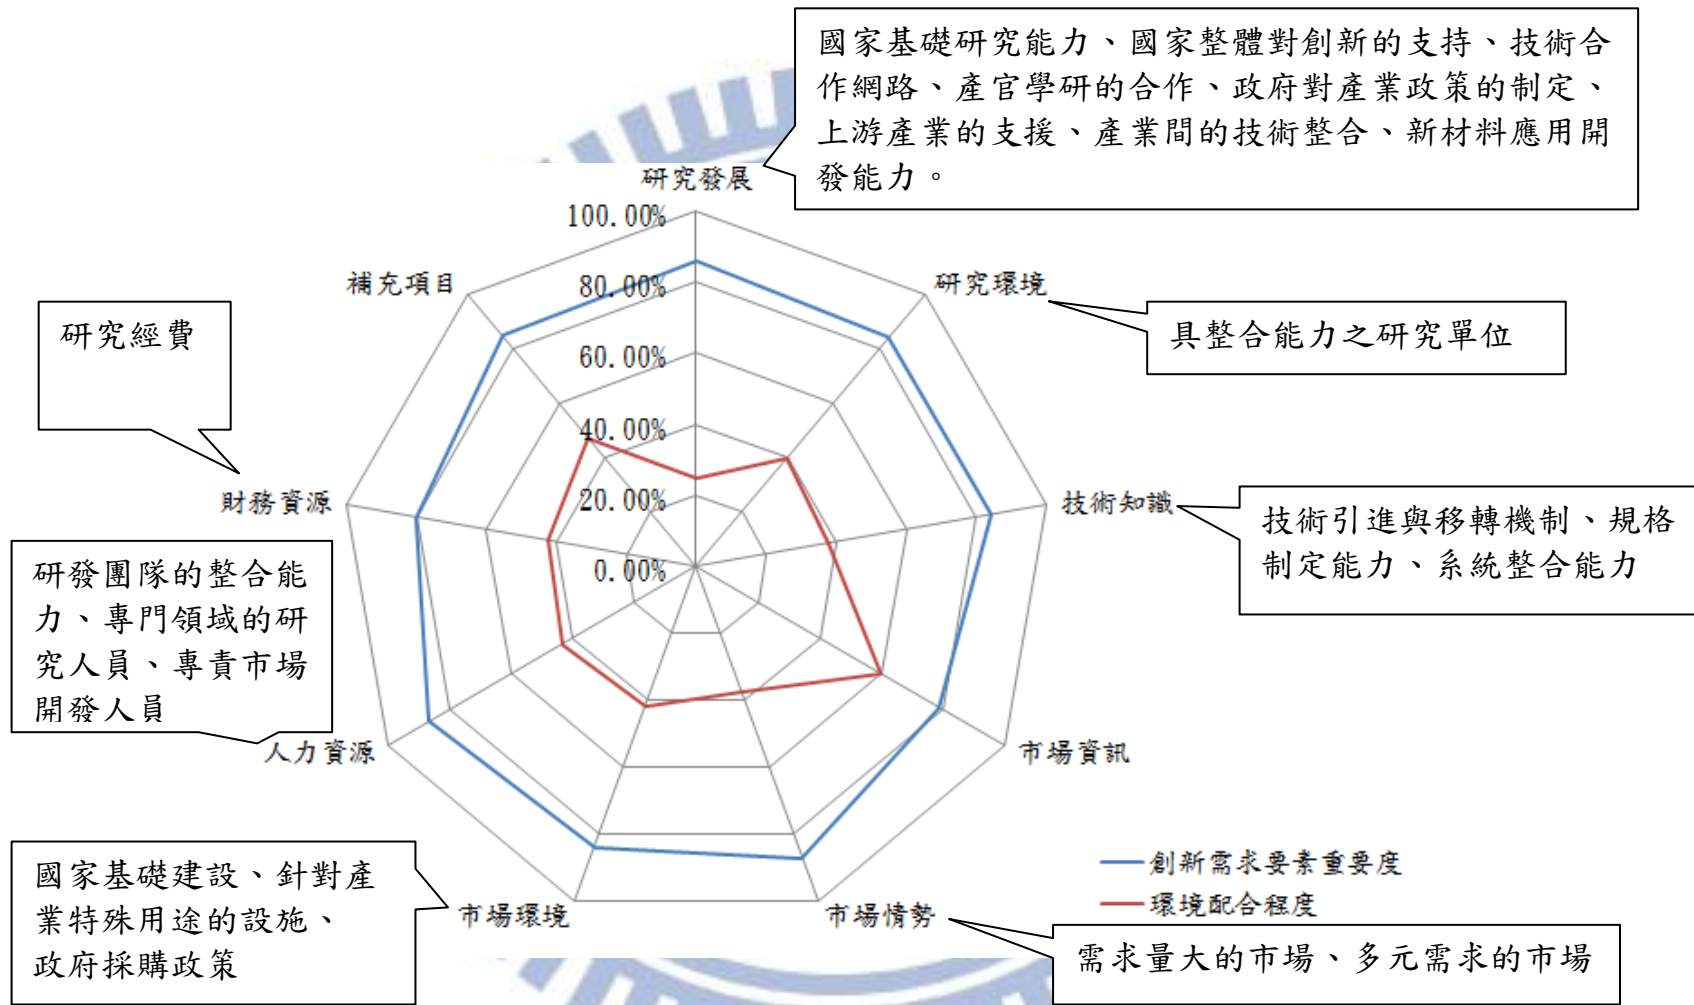 國家基礎研究能力、國家整體對創新的支持、技術合
作網路、產官學研的合作、政府對產業政策的制定、
上游產業的支援、產業間的技術整合、新材料應用開
發能力。
研究發展
100.00%
補充項目
80.00%
研究環境
研究經費
具整合能力之研究單位
60.00%
40.00%
財務資源
20.00%
技術知識
技術引進與移轉機制、規格
制定能力、系統整合能力
0.00%
研發團隊的整合能
力、專門領域的研
究人員、專責市場
開發人員
人力資源
市場資訊
國家基礎建設、針對產
業特殊用途的設施、
政府採購政策
市場環境
市場情勢
創新需求要素重要度
環境配合程度
需求量大的市場、多元需求的市場